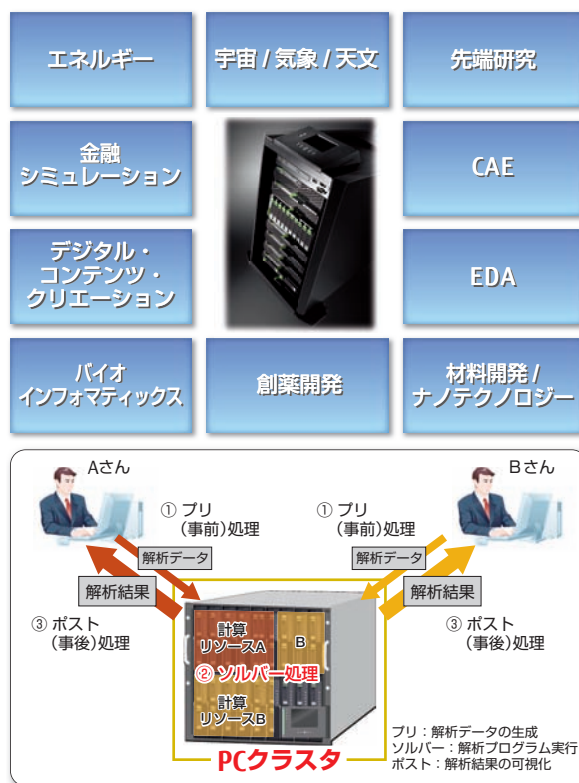 エネルギー
宇宙 / 気象 / 天文
先端研究
金融
シミュレーション
CAE
デジタル・
コンテンツ・
クリエーション
EDA
バイオ
インフォマティックス
創薬開発
材料開発 /
ナノテクノロジー
Aさん
Bさん
① プリ
(事前)処理
① プリ
(事前)処理
解析データ
解析データ
解析結果
解析結果
③ ポスト
(事後)処理
③ ポスト
(事後)処理
計算
リソースA
B
② ソルバー処理
計算
リソースB
PCクラスタ
プリ：解析データの生成
ソルバー：解析プログラム実行
ポスト：解析結果の可視化